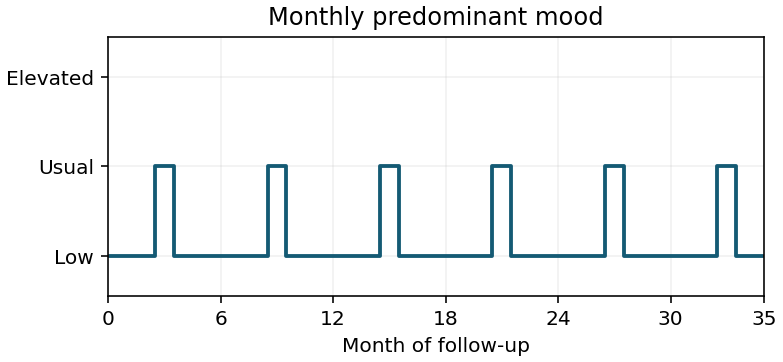 Monthly predominant mood
Elevated
Usual
Low
0 6 12 18 24 30 35
Month of follow-up